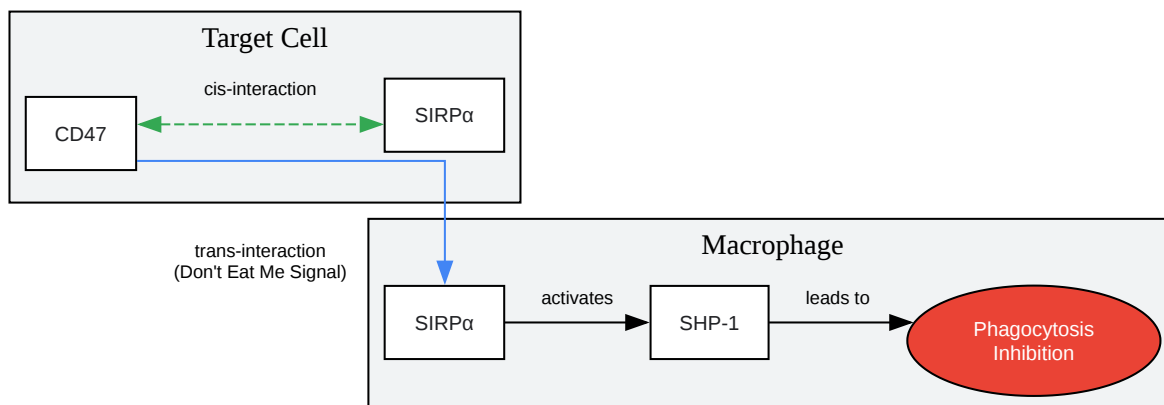 Target Cell
cis-interaction
CD47
SIRPα
trans-interaction
(Don't Eat Me Signal)
Macrophage
SIRPα
activates
SHP-1
leads to
Phagocytosis
Inhibition